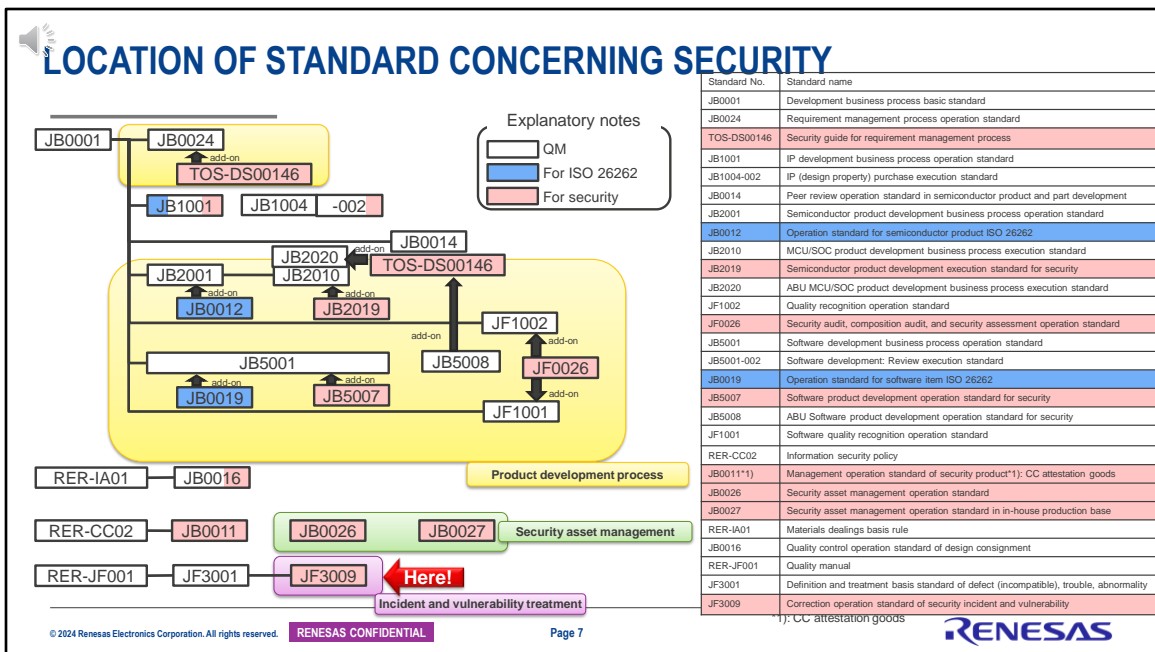 LOCATION OF STANDARD CONCERNING SECURITY
Explanatory notes
QM
For ISO 26262
For security
JB0001
JB0024
add-on
TOS-DS00146
JB1001
JB1004
-002
JB0014
JB2020
add-on
TOS-DS00146
JB2001
JB2010
add-on
add-on
JB0012
JB2019
JF1002
add-on
add-on
JB5001
JB5008
JF0026
add-on
add-on
add-on
JB0019
JB5007
JF1001
Product development process
RER-IA01
JB0016
RER-CC02
JB0011
JB0026
JB0027
Security asset management
RER-JF001
JF3001
JF3009
Here!
Incident and vulnerability treatment
Standard No. Standard name
JB0001 Development business process basic standard
JB0024 Requirement management process operation standard
TOS-DS00146 Security guide for requirement management process
JB1001 IP development business process operation standard
JB1004-002 IP (design property) purchase execution standard
JB0014 Peer review operation standard in semiconductor product and part development
JB2001 Semiconductor product development business process operation standard
JB0012 Operation standard for semiconductor product ISO 26262
JB2010 MCU/SOC product development business process execution standard
JB2019 Semiconductor product development execution standard for security
JB2020 ABU MCU/SOC product development business process execution standard
JF1002 Quality recognition operation standard
JF0026 Security audit, composition audit, and security assessment operation standard
JB5001 Software development business process operation standard
JB5001-002 Software development: Review execution standard
JB0019 Operation standard for software item ISO 26262
JB5007 Software product development operation standard for security
JB5008 ABU Software product development operation standard for security
JF1001 Software quality recognition operation standard
RER-CC02 Information security policy
JB0011*1) Management operation standard of security product*1): CC attestation goods
JB0026 Security asset management operation standard
JB0027 Security asset management operation standard in in-house production base
RER-IA01 Materials dealings basis rule
JB0016 Quality control operation standard of design consignment
RER-JF001 Quality manual
JF3001 Definition and treatment basis standard of defect (incompatible), trouble, abnormality
JF3009 Correction operation standard of security incident and vulnerability
*1): CC attestation goods
© 2024 Renesas Electronics Corporation. All rights reserved.
RENESAS CONFIDENTIAL
Page 7
RENESAS